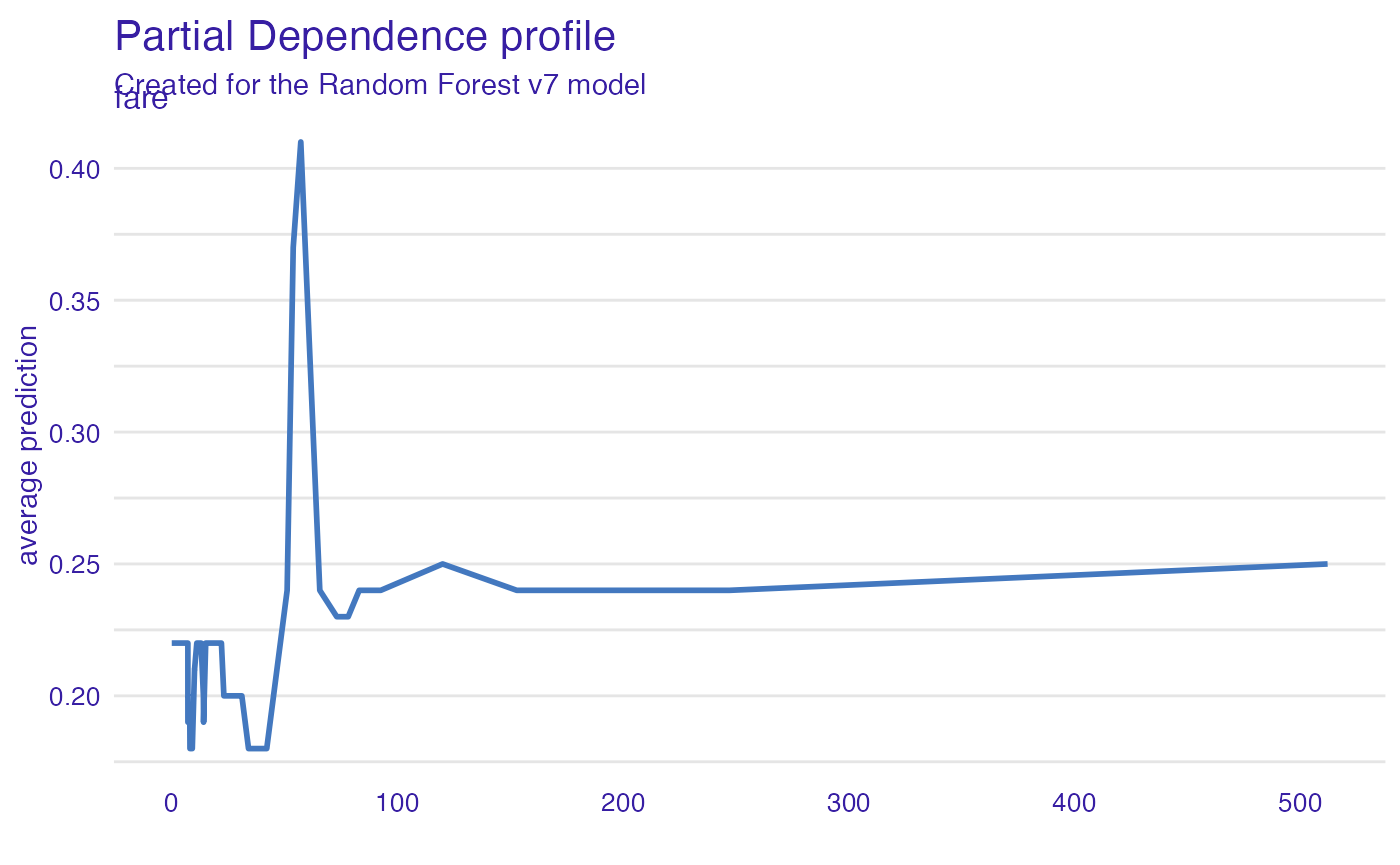 Partial Dependence profile
Created for the Random Forest v7 model
fare
0.40
0.35
0.30
0.25
0.20
average prediction
0 100 200 300 400 500